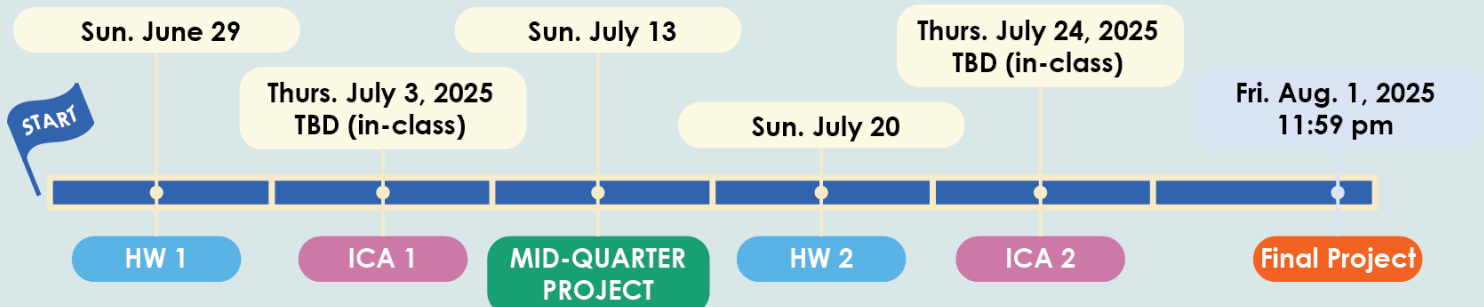 Sun. June 29
Sun. July 13
Thurs. July 24, 2025
TBD (in-class)
Thurs. July 3, 2025
TBD (in-class)
Sun. July 20
Fri. Aug. 1, 2025
11:59 pm
START
HW 1
ICA 1
MID-QUARTER
PROJECT
HW 2
ICA 2
Final Project